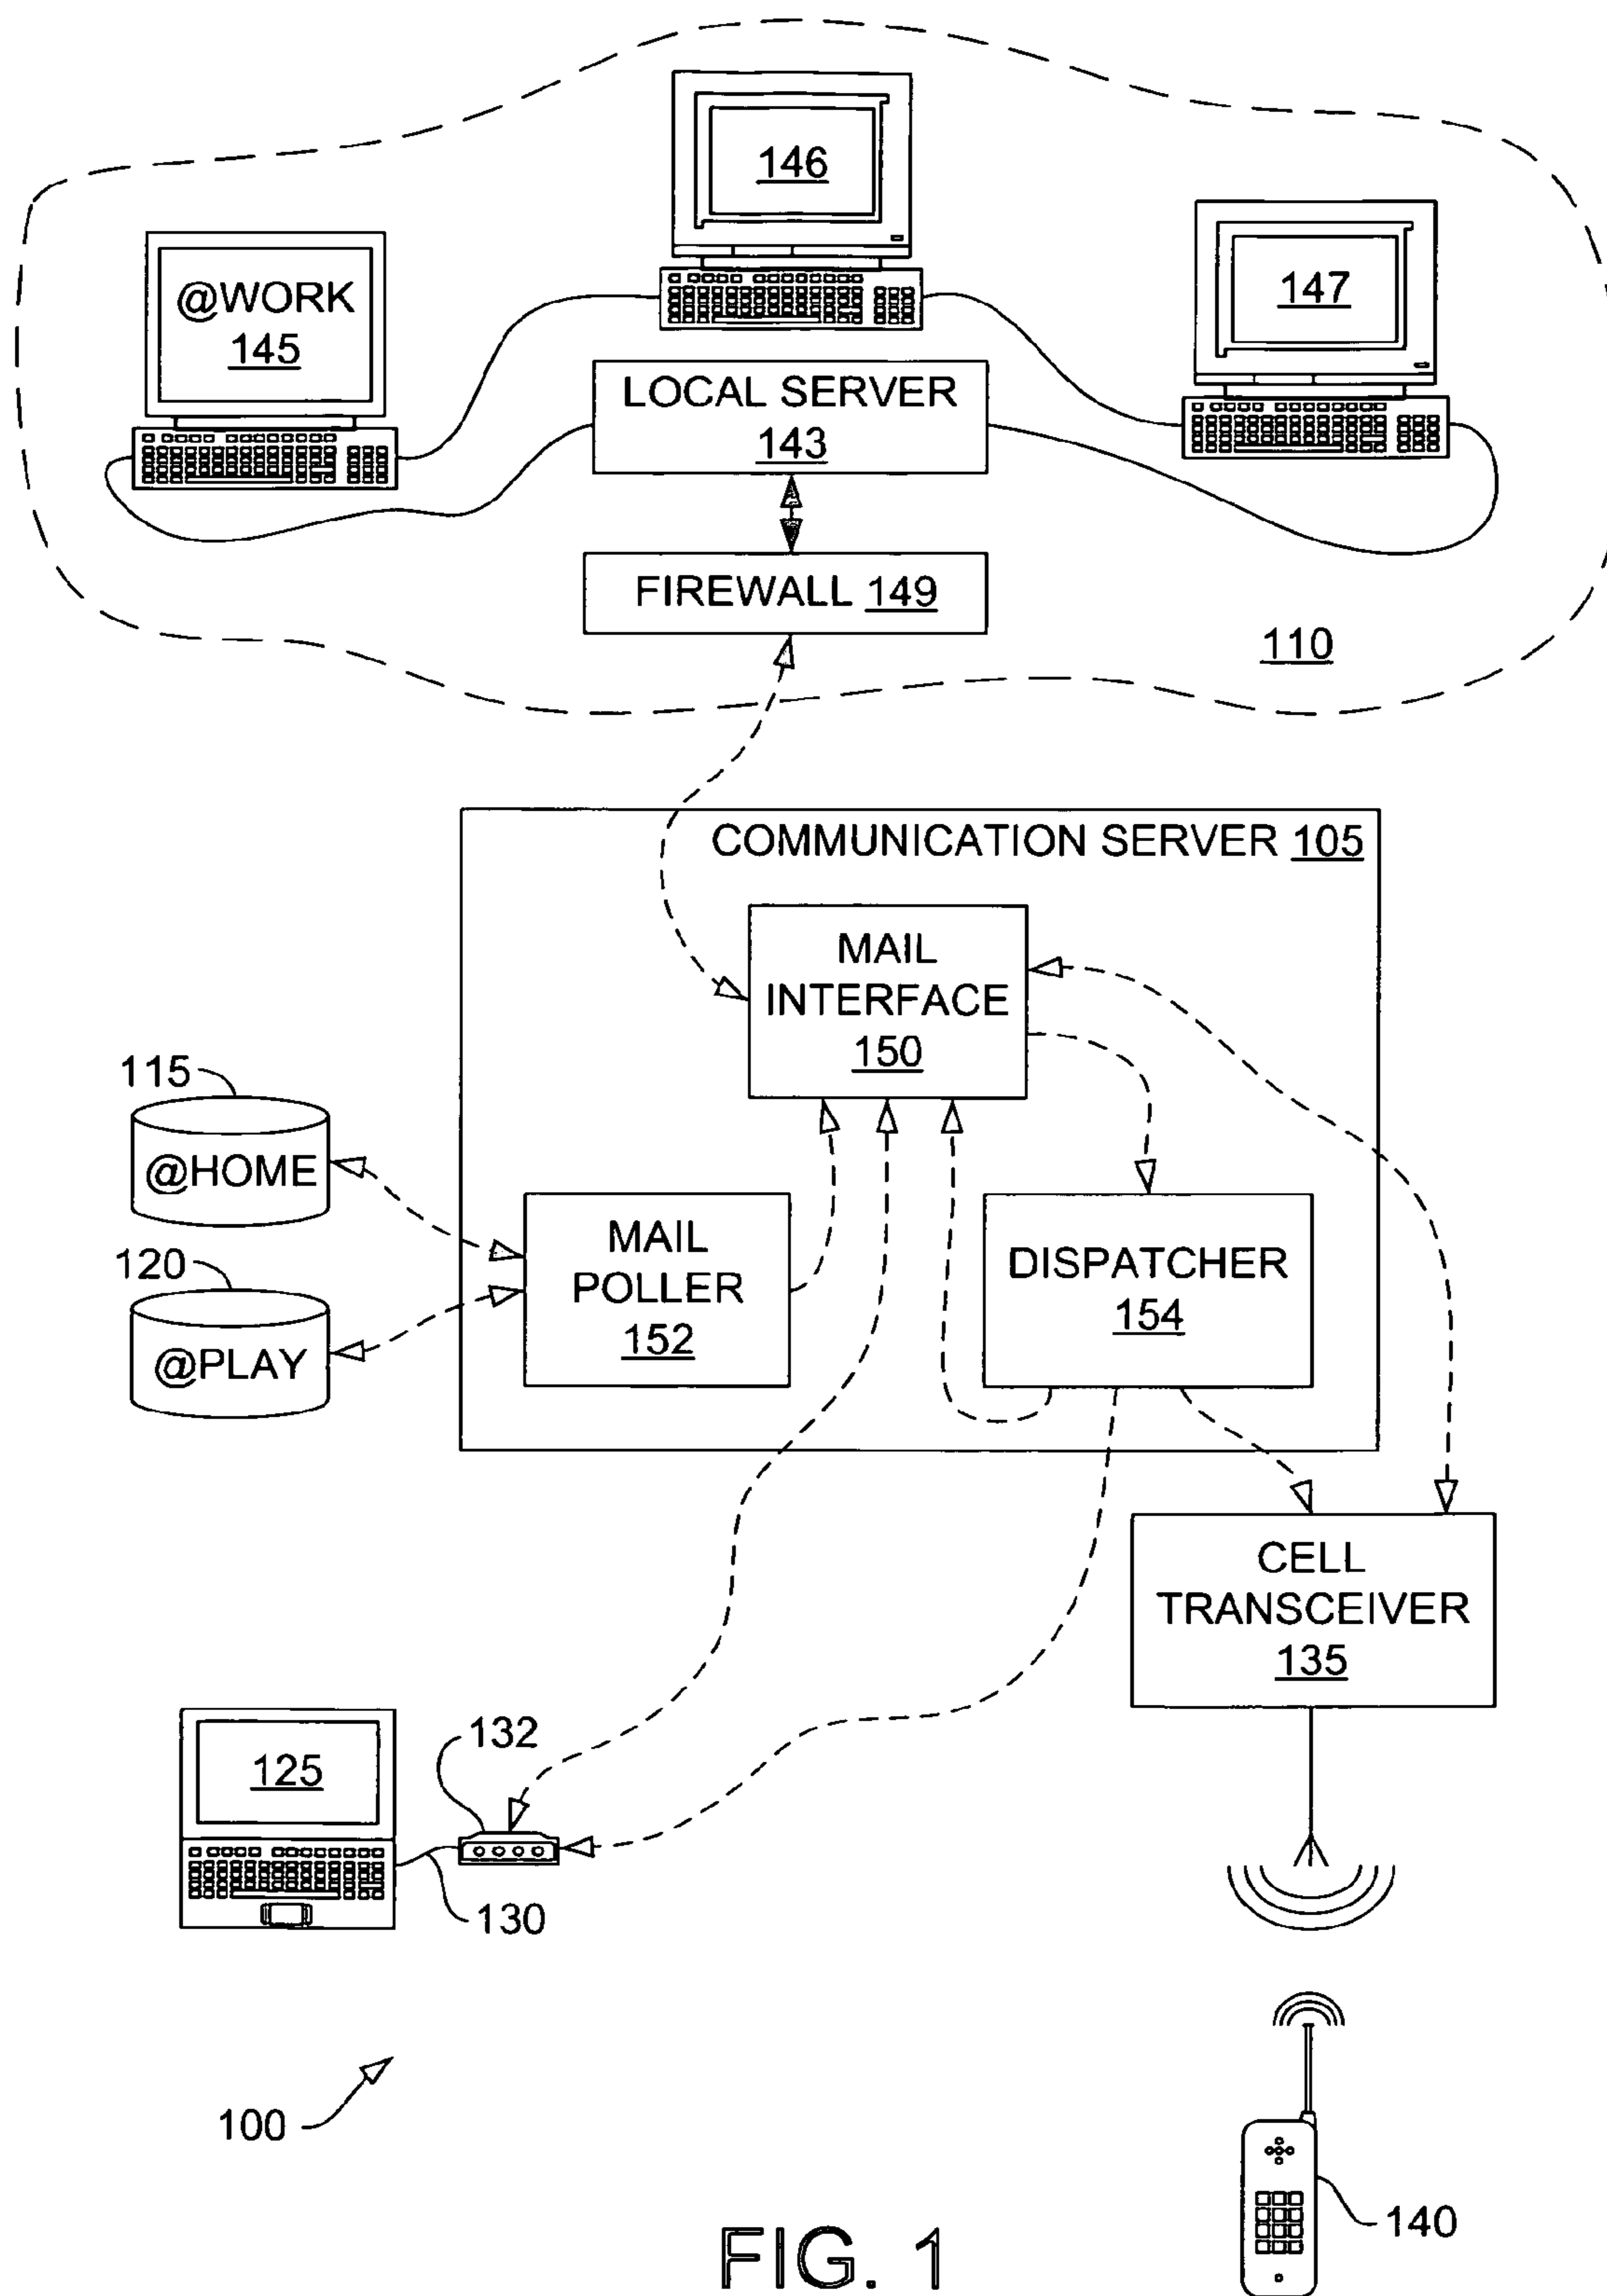 146
@WORK
145
147
LOCAL SERVER
143
FIREWALL 149
110
COMMUNICATION SERVER 105
MAIL
INTERFACE
150
115
@HOME
120
@PLAY
MAIL
POLLER
152
DISPATCHER
154
CELL
TRANSCEIVER
135
125
132
130
100
140
FIG. 1